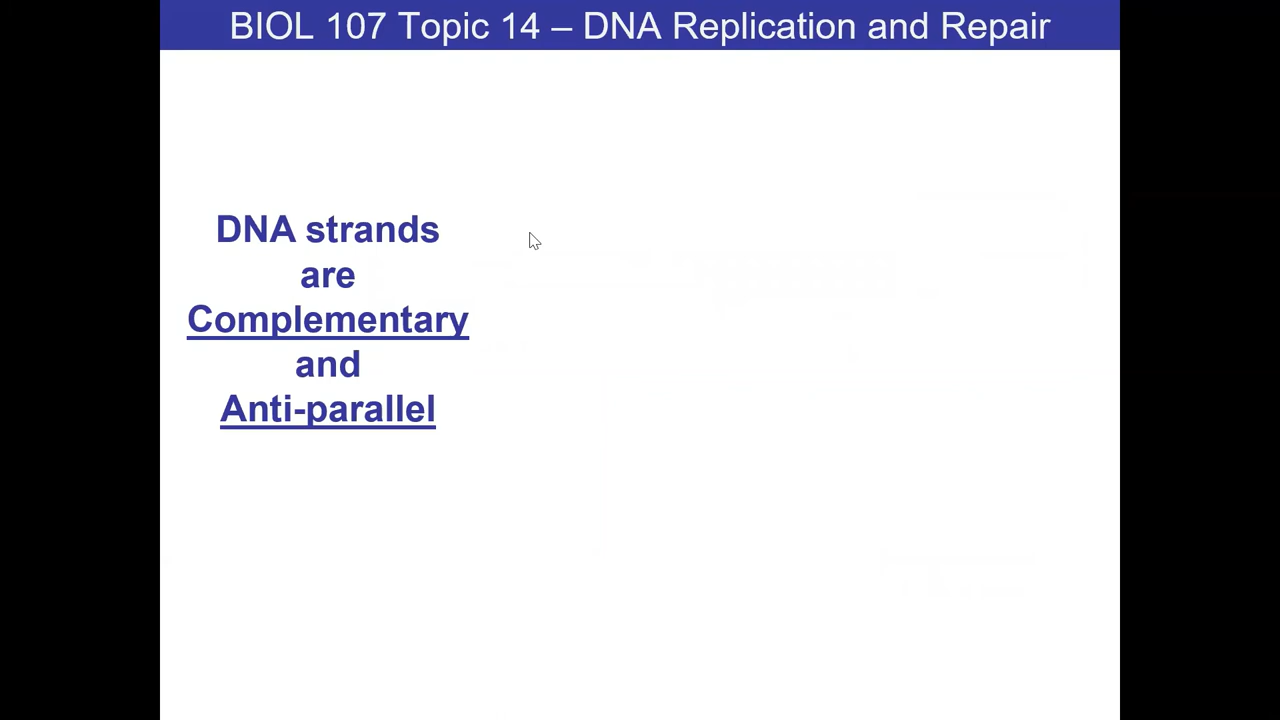 BIOL 107 Topic 14 – DNA Replication and Repair
DNA strands
are
Complementary
and
Anti-parallel